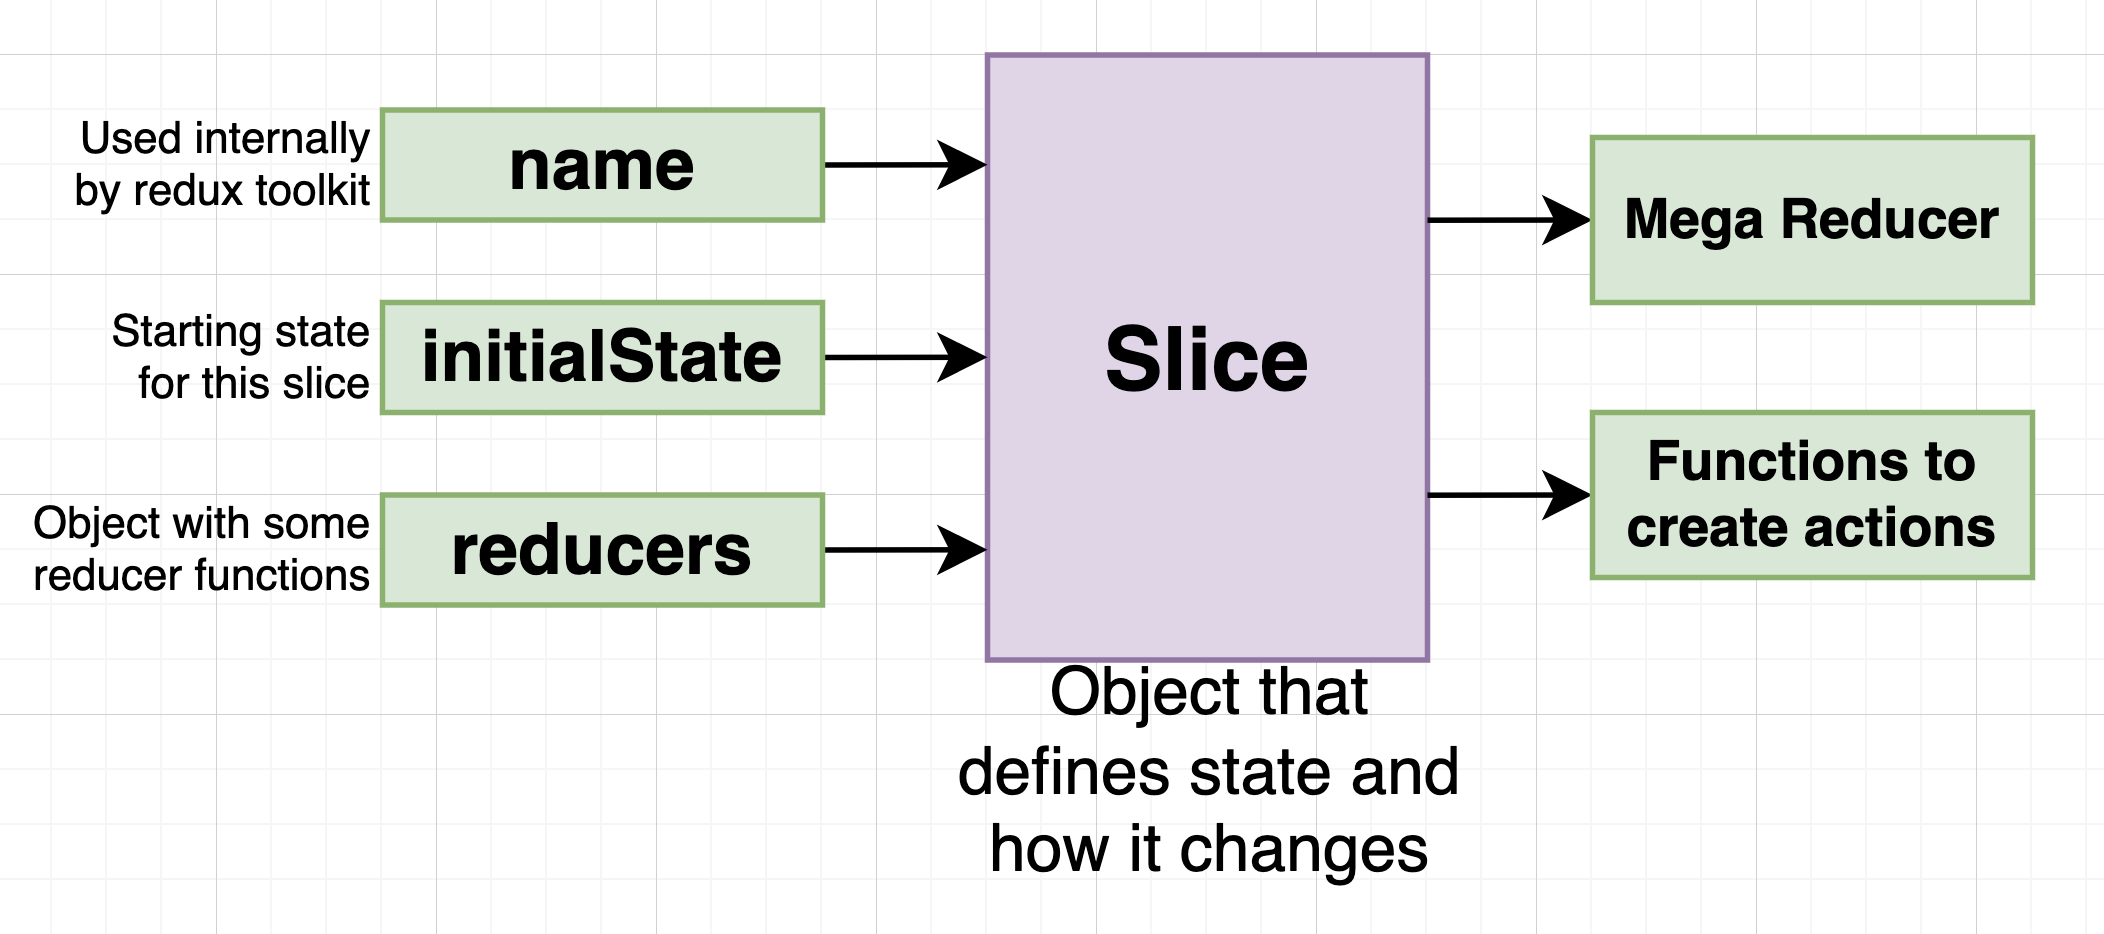 Used internally
by redux toolkit
name
Starting state
for this slice
initialState
Object with some
reducer functions
reducers
Slice
Object that
defines state and
how it changes
Mega Reducer
Functions to
create actions